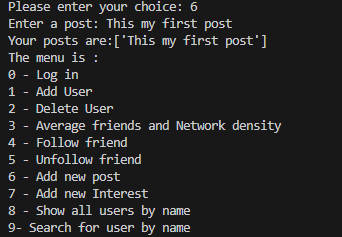 Please enter your choice: 6
Enter a post: This my first post
Your posts are:['This my first post']
The menu is :
0 - Log in
1 - Add User
2 - Delete User
3 - Average friends and Network density
4 - Follow friend
5 - Unfollow friend
6 - Add new post
7 - Add new Interest
8 - Show all users by name
9- Search for user by name